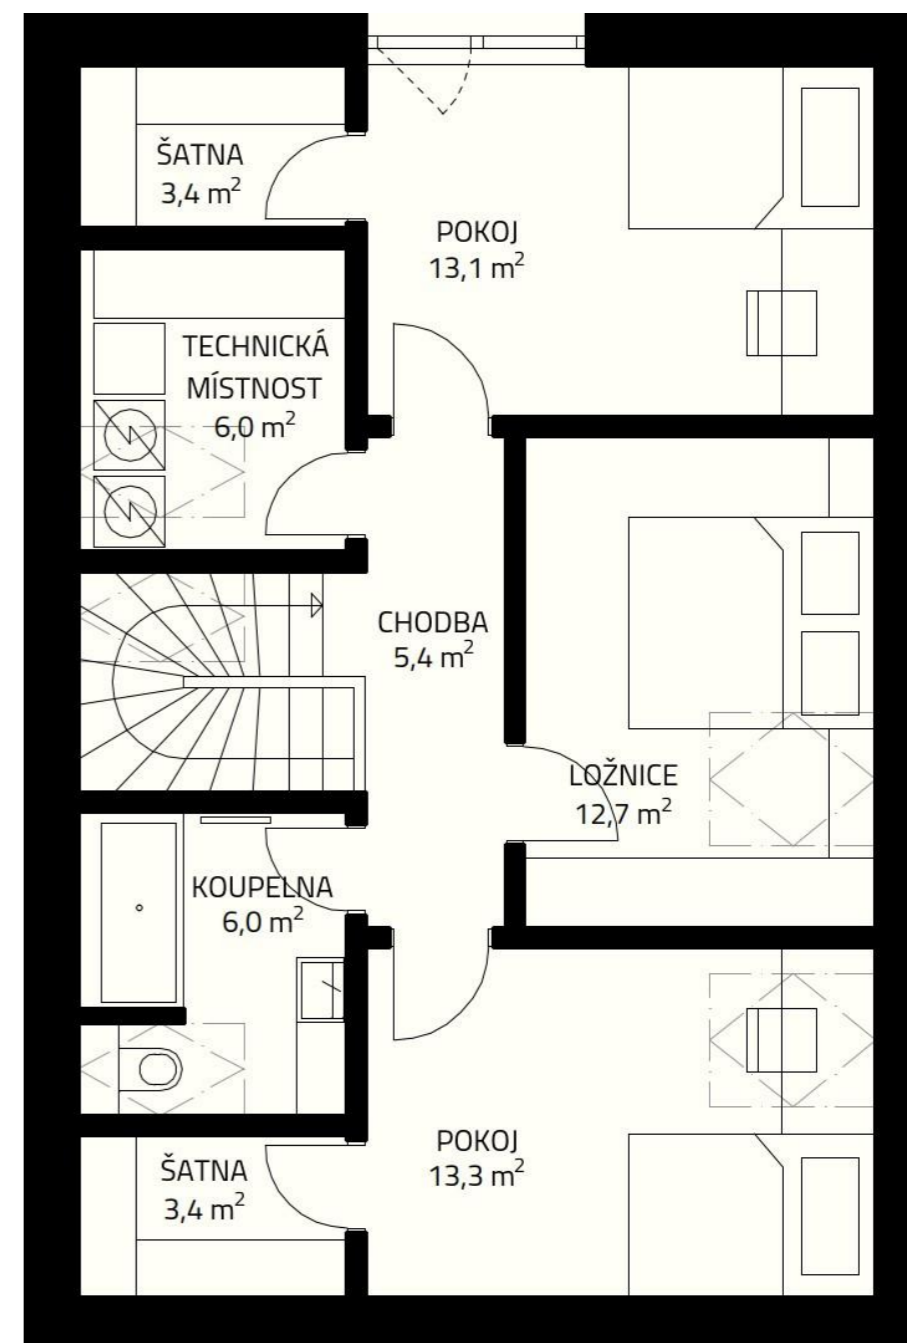 ŠATNA
3,4 m²
POKOJ
13,1 m²
TECHNICKÁ
MÍSTNOST
6,0 m²
CHODBA
5,4 m²
LOŽNICE
12,7 m²
KOUPELNA
6,0 m²
POKOJ
13,3 m²
ŠATNA
3,4 m²